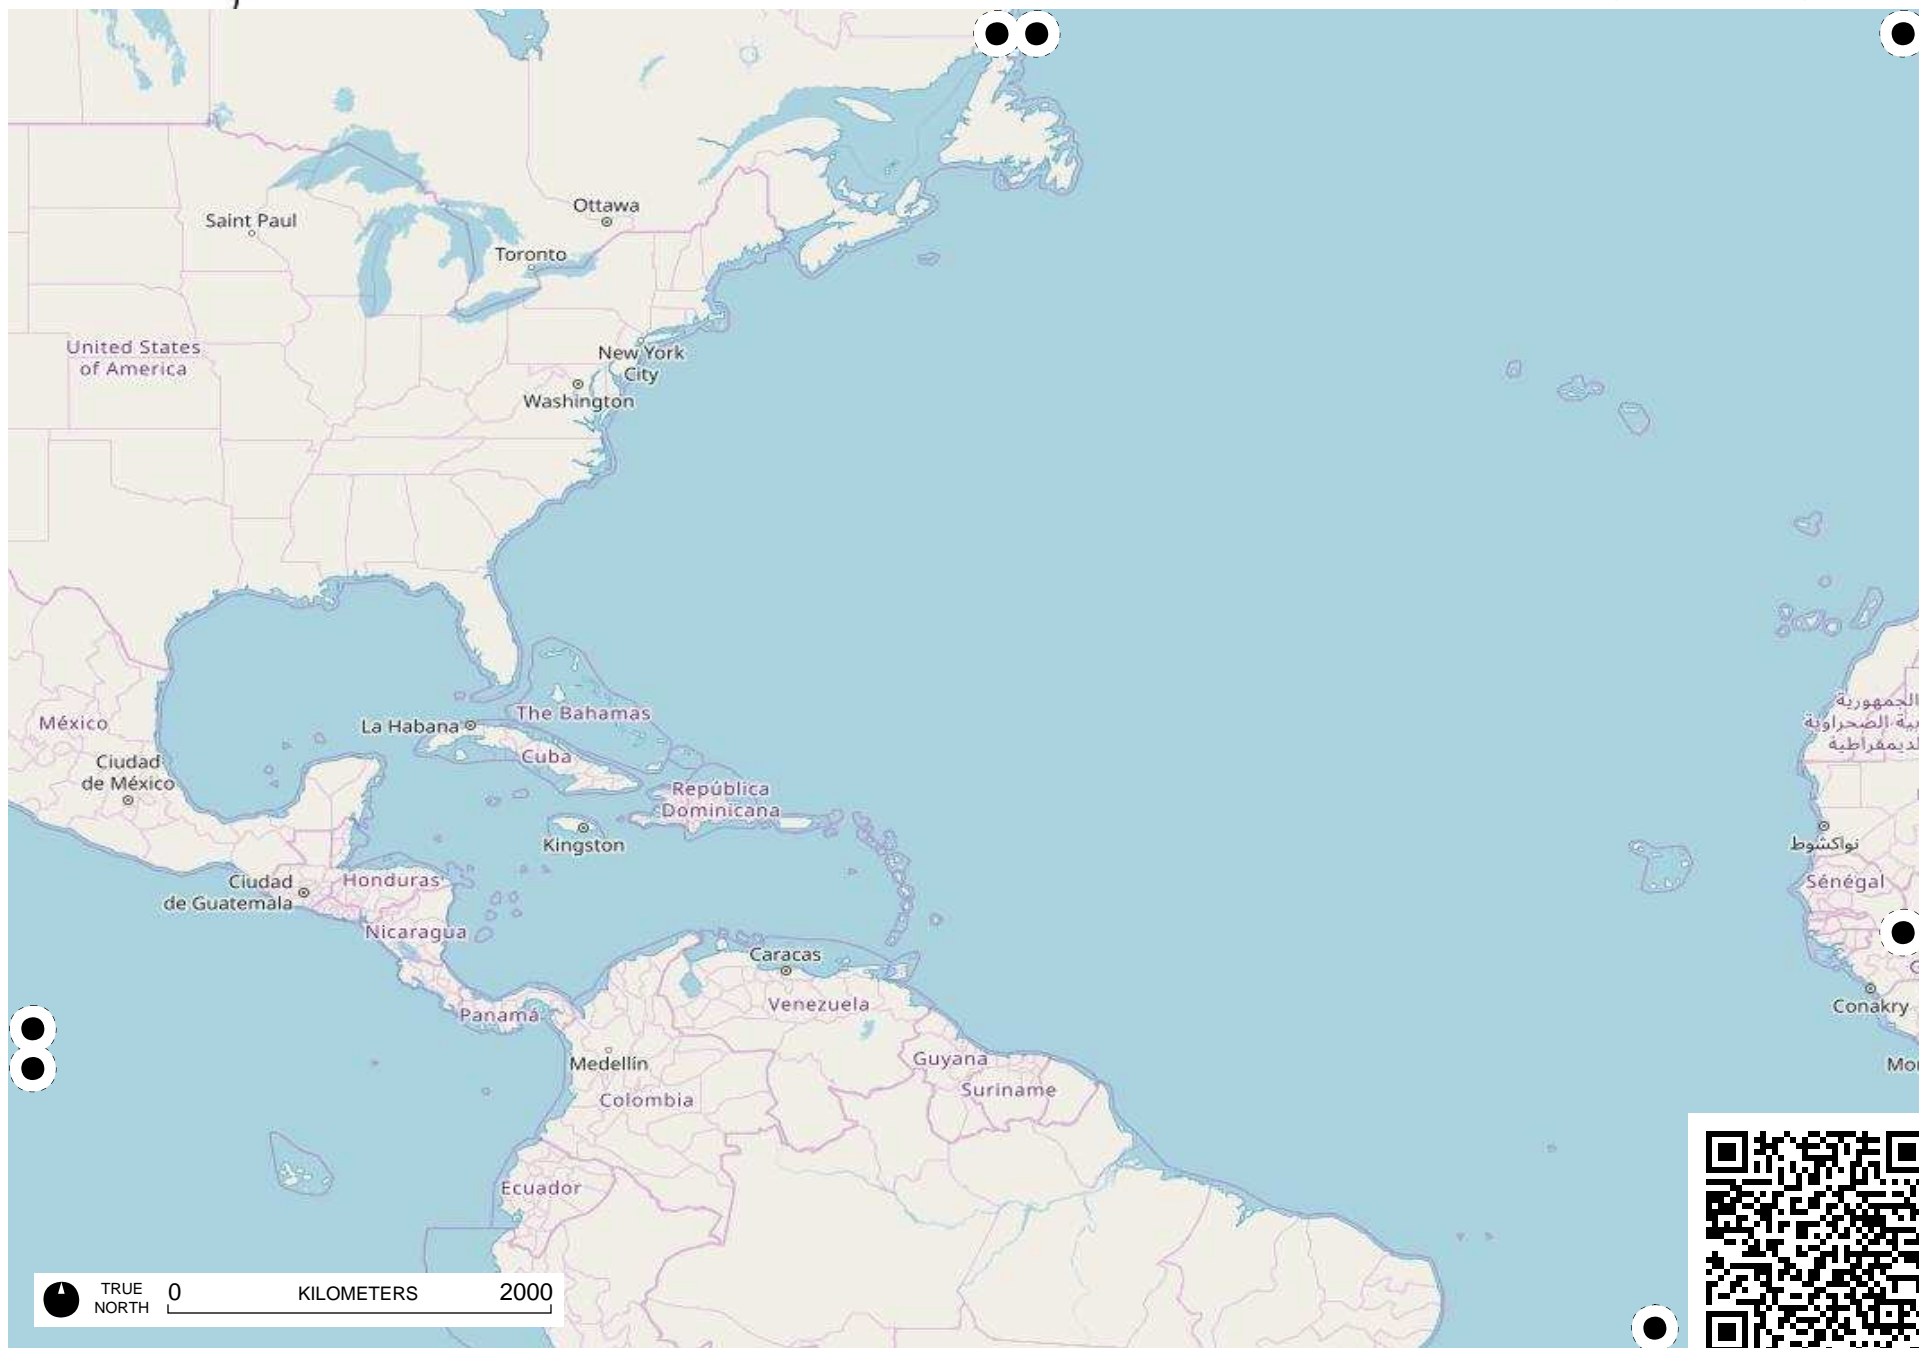 Ottawa
Saint Paul
Toronto
United States
of America
New York
City
Washington
México
La Habana
The Bahamas
Cuba
Ciudad
de México
República
Dominicana
Kingston
نواكشوط
Ciudad
de Guatemala
Honduras
Sénégal
Nicaragua
Caracas
Venezuela
Panamá
Conakry
Medellín
Guyana
Suriname
Colombia
Ecuador
TRUE
NORTH
0 KILOMETERS 2000